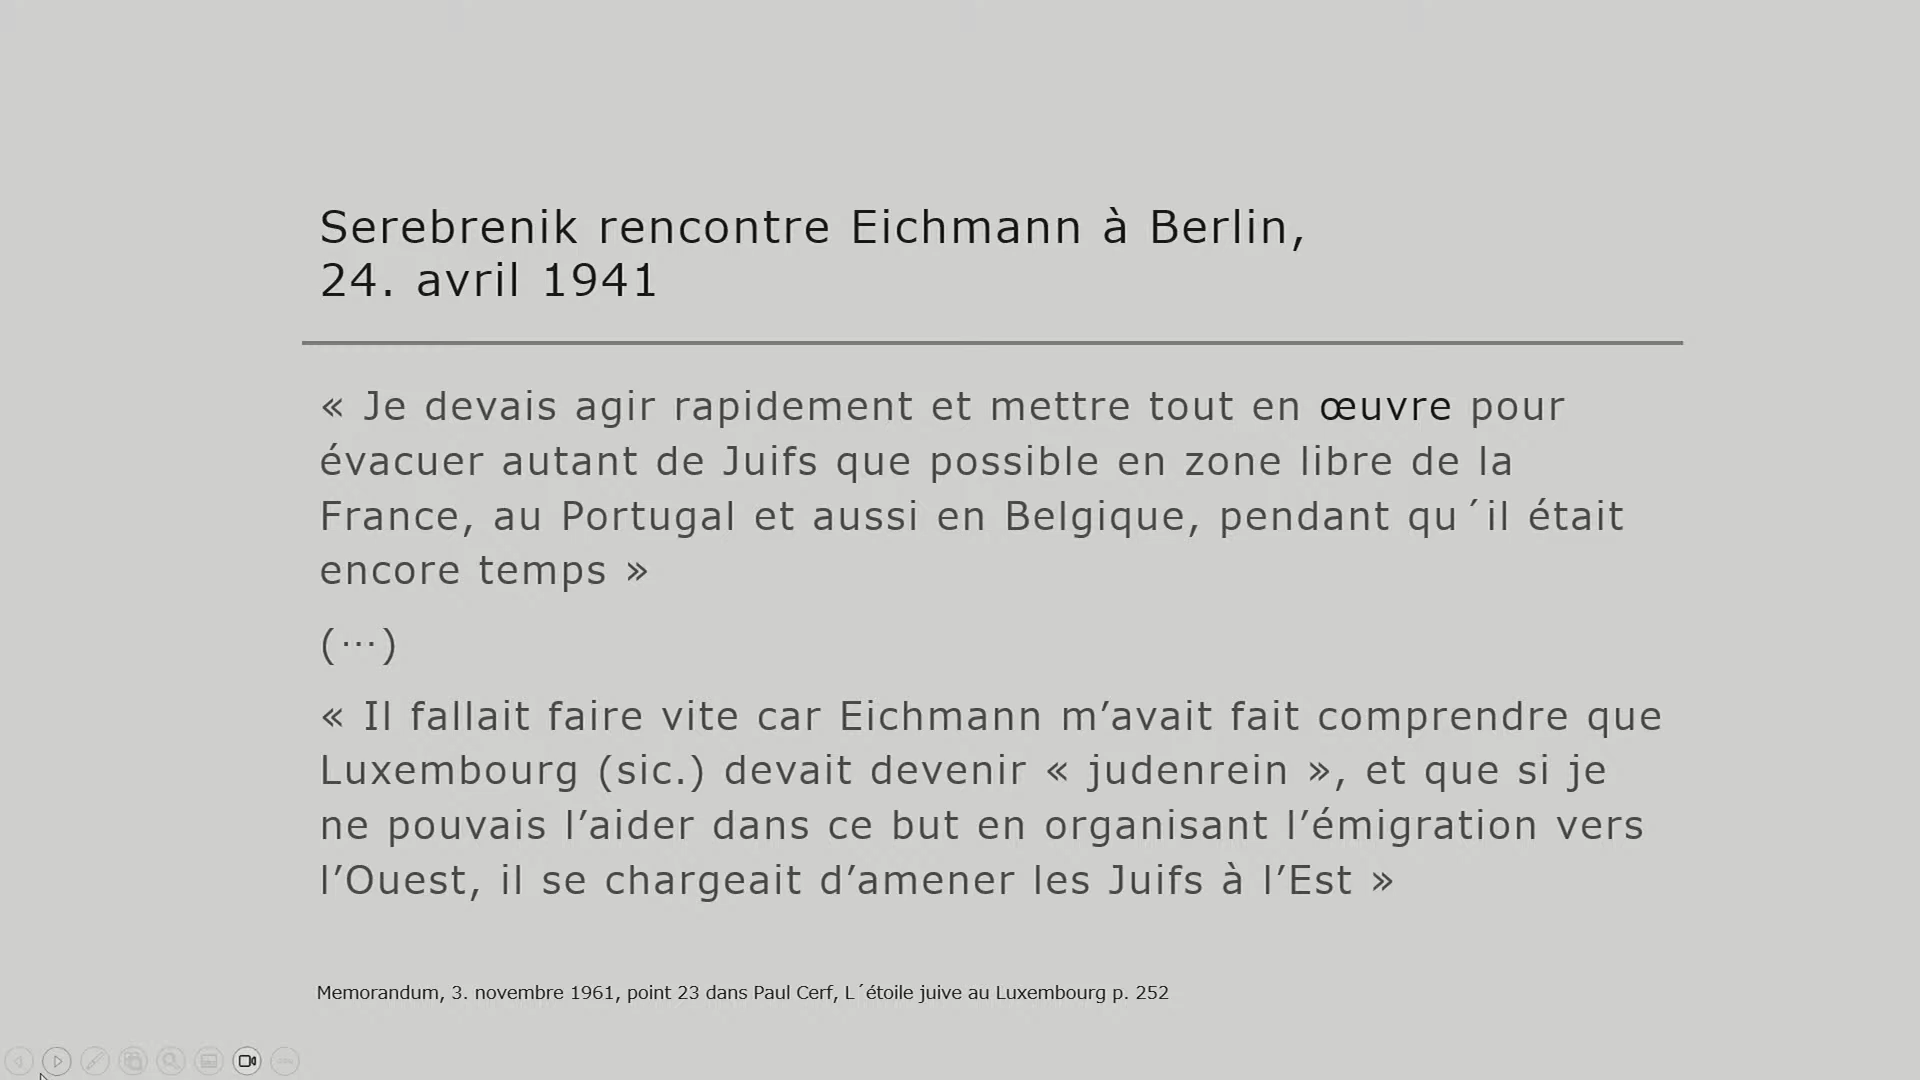 Serebrenik rencontre Eichmann à Berlin,
24. avril 1941
« Je devais agir rapidement et mettre tout en œuvre pour
évacuer autant de Juifs que possible en zone libre de la
France, au Portugal et aussi en Belgique, pendant qu´il était
encore temps »
(…)
« Il fallait faire vite car Eichmann m’avait fait comprendre que
Luxembourg (sic.) devait devenir « judenrein », et que si je
ne pouvais l’aider dans ce but en organisant l’émigration vers
l’Ouest, il se chargeait d’amener les Juifs à l’Est »
Memorandum, 3. novembre 1961, point 23 dans Paul Cerf, L´étoile juive au Luxembourg p. 252